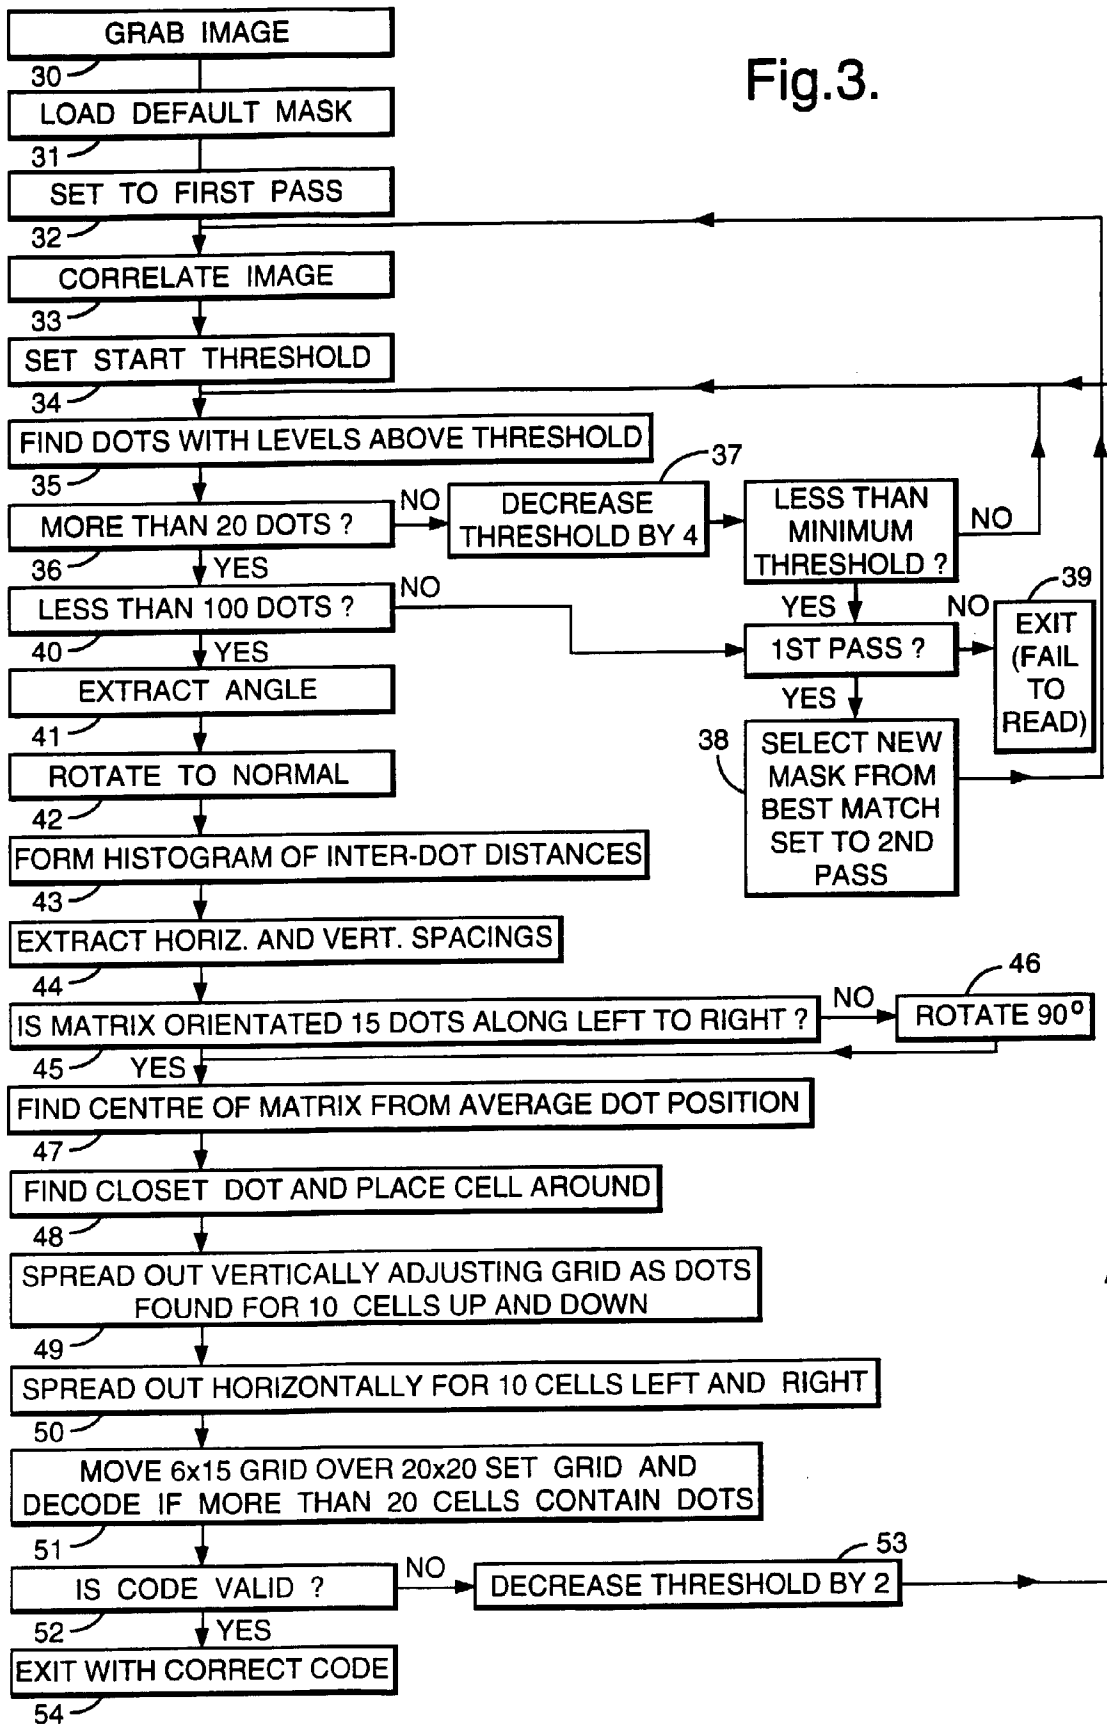 Fig.3.
GRAB IMAGE
30
LOAD DEFAULT MASK
31
SET TO FIRST PASS
32
CORRELATE IMAGE
33
SET START THRESHOLD
34
FIND DOTS WITH LEVELS ABOVE THRESHOLD
35
MORE THAN 20 DOTS ?
36
NO
YES
DECREASE
THRESHOLD BY 4
37
LESS THAN
MINIMUM
THRESHOLD ?
NO
YES
LESS THAN 100 DOTS ?
40
NO
YES
1ST PASS ?
NO
YES
EXIT
(FAIL
TO
READ)
39
SELECT NEW
MASK FROM
BEST MATCH
SET TO 2ND
PASS
38
EXTRACT ANGLE
41
ROTATE TO NORMAL
42
FORM HISTOGRAM OF INTER-DOT DISTANCES
43
EXTRACT HORIZ. AND VERT. SPACINGS
44
IS MATRIX ORIENTATED 15 DOTS ALONG LEFT TO RIGHT ?
45
NO
YES
ROTATE 90°
46
FIND CENTRE OF MATRIX FROM AVERAGE DOT POSITION
47
FIND CLOSET DOT AND PLACE CELL AROUND
48
SPREAD OUT VERTICALLY ADJUSTING GRID AS DOTS
FOUND FOR 10 CELLS UP AND DOWN
49
SPREAD OUT HORIZONTALLY FOR 10 CELLS LEFT AND RIGHT
50
MOVE 6x15 GRID OVER 20x20 SET GRID AND
DECODE IF MORE THAN 20 CELLS CONTAIN DOTS
51
IS CODE VALID ?
52
NO
YES
DECREASE THRESHOLD BY 2
53
EXIT WITH CORRECT CODE
54